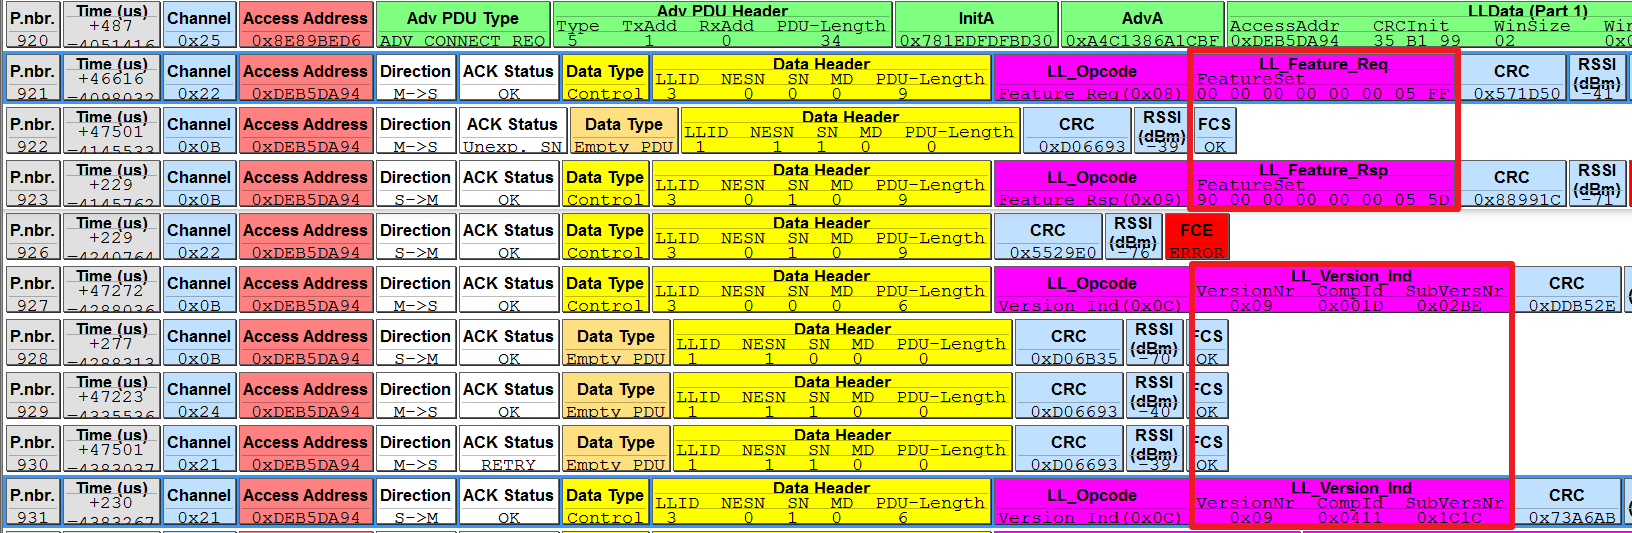 P.nbr. Time (us) Channel Access Address Adv PDU Type Adv PDU Header InitA AdvA LLData (Part 1)
+487 Type TxAdd RxAdd PDU-Length AccessAddr CRCInit WinSize
920 0x25 0x8E89BED6 ADV_CONNECT_REQ 5 1 0 34 0x781EDFDFBD30 0xA4C1386A1CBF 0xDEB5DA94 35 B1 99 02
P.nbr. Time (us) Channel Access Address Direction ACK Status Data Type Data Header LL_Opcode LL_Feature_Req CRC RSSI (dBm)
+46616 LLID NESN SN MD PDU-Length FeatureSet
921 =4098032 0x22 0xDEB5DA94 M->S OK Control 3 0 0 0 9 Feature_Req(0x08) 00 00 00 00 00 00 05 FF 0x571D50 -41
P.nbr. Time (us) Channel Access Address Direction ACK Status Data Type Data Header CRC RSSI (dBm) FCS
+47501 LLID NESN SN MD PDU-Length
922 =4145533 0x0B 0xDEB5DA94 M->S Unexp. SN Empty PDU 1 1 1 0 0 0xD06693 -39 OK
P.nbr. Time (us) Channel Access Address Direction ACK Status Data Type Data Header LL_Opcode LL_Feature_Rsp CRC RSSI (dBm)
+229 LLID NESN SN MD PDU-Length FeatureSet
923 =4145762 0x0B 0xDEB5DA94 S->M OK Control 3 0 1 0 9 Feature_Rsp(0x09) 90 00 00 00 00 00 05 5D 0x88991C -71
P.nbr. Time (us) Channel Access Address Direction ACK Status Data Type Data Header CRC RSSI (dBm) FCE
+229 LLID NESN SN MD PDU-Length
926 =4240764 0x22 0xDEB5DA94 S->M OK Control 3 0 1 0 9 0x5529E0 -76 ERROR
P.nbr. Time (us) Channel Access Address Direction ACK Status Data Type Data Header LL_Opcode LL_Version_Ind CRC
+47272 LLID NESN SN MD PDU-Length VersionNr CompId SubVersNr
927 =4288036 0x0B 0xDEB5DA94 M->S OK Control 3 0 0 0 6 Version_Ind(0x0C) 0x09 0x001D 0x02BE 0xDDB52E
P.nbr. Time (us) Channel Access Address Direction ACK Status Data Type Data Header CRC RSSI (dBm) FCS
+277 LLID NESN SN MD PDU-Length
928 =4288313 0x0B 0xDEB5DA94 S->M OK Empty PDU 1 1 0 0 0 0xD06B35 -70 OK
P.nbr. Time (us) Channel Access Address Direction ACK Status Data Type Data Header CRC RSSI (dBm) FCS
+47223 LLID NESN SN MD PDU-Length
929 =4335536 0x24 0xDEB5DA94 M->S OK Empty PDU 1 1 1 0 0 0xD06693 -40 OK
P.nbr. Time (us) Channel Access Address Direction ACK Status Data Type Data Header CRC RSSI (dBm) FCS
+47501 LLID NESN SN MD PDU-Length
930 =4383037 0x21 0xDEB5DA94 M->S RETRY Empty PDU 1 1 1 0 0 0xD06693 -39 OK
P.nbr. Time (us) Channel Access Address Direction ACK Status Data Type Data Header LL_Opcode LL_Version_Ind CRC
+230 LLID NESN SN MD PDU-Length VersionNr CompId SubVersNr
931 =4383267 0x21 0xDEB5DA94 S->M OK Control 3 0 1 0 6 Version_Ind(0x0C) 0x09 0x0411 0x1C1C 0x73A6AB